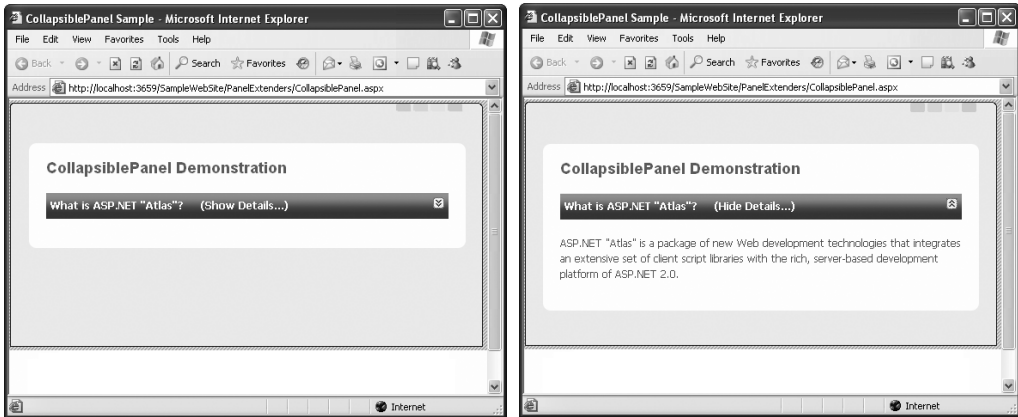 CollapsiblePanel Sample - Microsoft Internet Explorer
File Edit View Favorites Tools Help
Back Search Favorites
Address http://localhost:3659/SampleWebSite/PanelExtenders/CollapsiblePanel.aspx
CollapsiblePanel Demonstration
What is ASP.NET "Atlas"? (Show Details...)
Internet
CollapsiblePanel Sample - Microsoft Internet Explorer
File Edit View Favorites Tools Help
Back Search Favorites
Address http://localhost:3659/SampleWebSite/PanelExtenders/CollapsiblePanel.aspx
CollapsiblePanel Demonstration
What is ASP.NET "Atlas"? (Hide Details...)
ASP.NET "Atlas" is a package of new Web development technologies that integrates
an extensive set of client script libraries with the rich, server-based development
platform of ASP.NET 2.0.
Internet